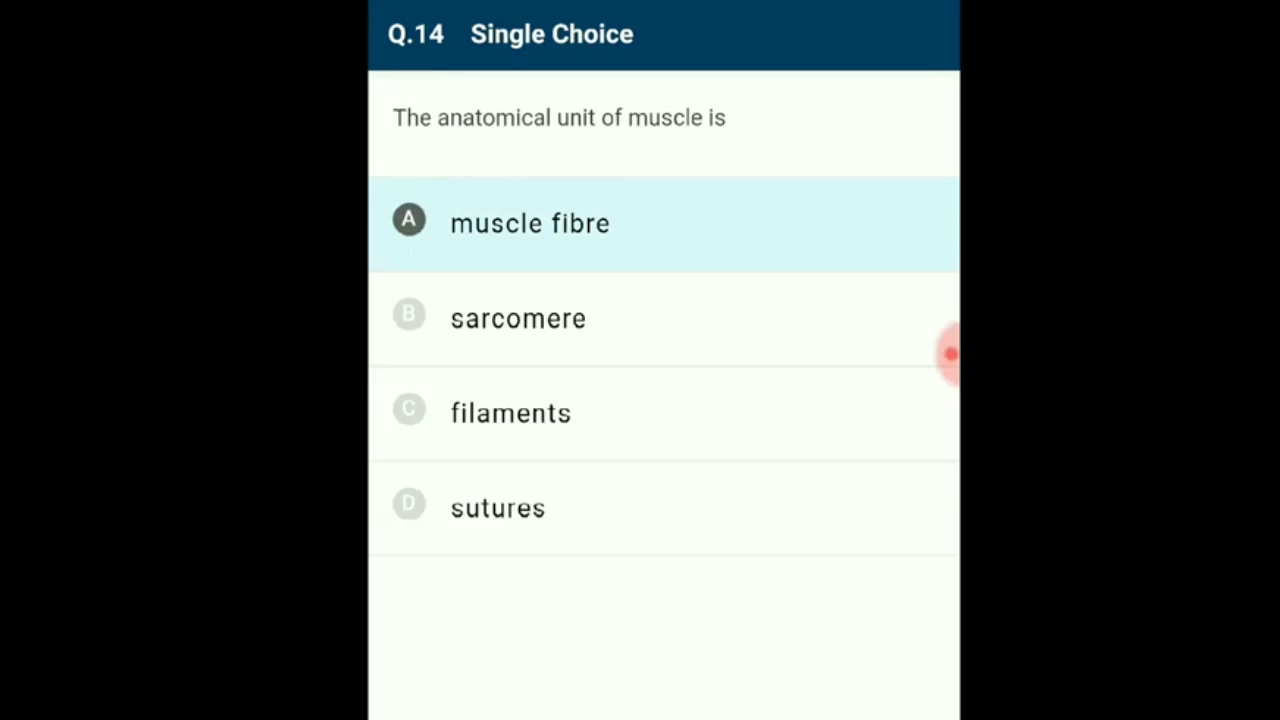 Q.14 Single Choice
The anatomical unit of muscle is
A muscle fibre
B sarcomere
C filaments
D sutures